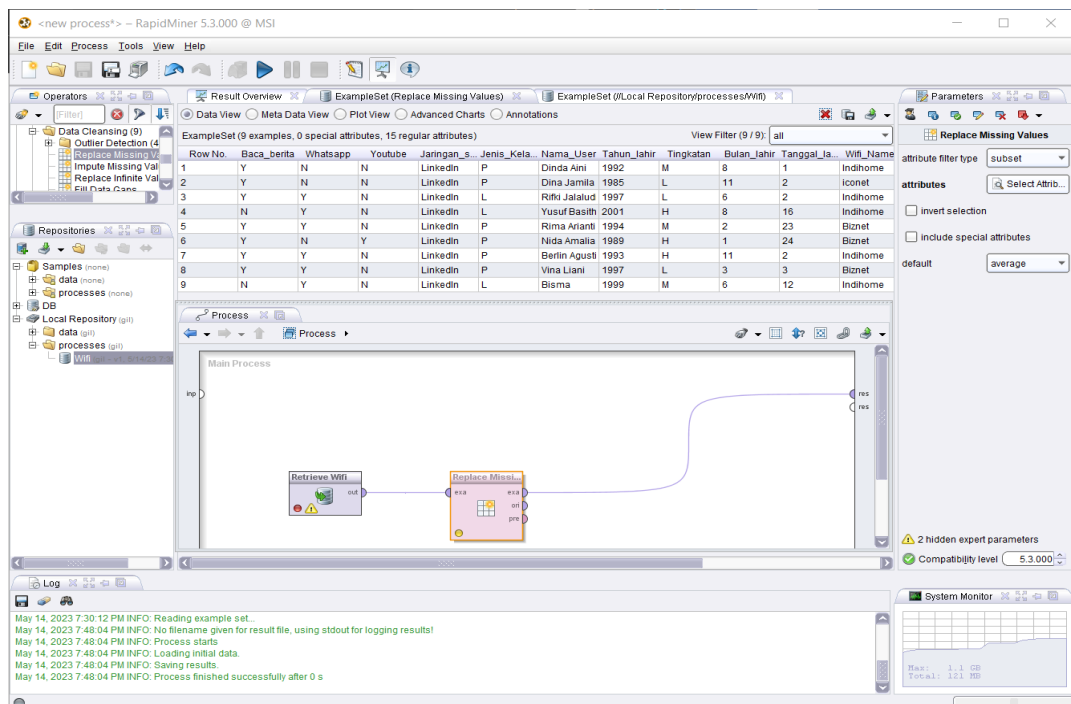 <new process*> – RapidMiner 5.3.000 @ MSI
File Edit Process Tools View Help
Operators
Result Overview
ExampleSet (Replace Missing Values)
ExampleSet (//Local Repository/processes/Wifi)
Parameters
[Filter]
Data View Meta Data View Plot View Advanced Charts Annotations
Data Cleansing (9)
Outlier Detection (4
Replace Missing Va
Impute Missing Val
Replace Infinite Val
Fill Data Gaps
ExampleSet (9 examples, 0 special attributes, 15 regular attributes)
View Filter (9 / 9): all
Row No. Baca_berita Whatsapp Youtube Jaringan_s... Jenis_Kela... Nama_User Tahun_lahir Tingkatan Bulan_lahir Tanggal_la... Wifi_Name
1 Y N N LinkedIn P Dinda Aini 1992 M 8 1 Indihome
2 Y N N LinkedIn P Dina Jamila 1985 L 11 2 iconet
3 Y Y N LinkedIn L Rifki Jalalud 1997 L 6 2 Indihome
4 N Y N LinkedIn L Yusuf Basith 2001 H 8 16 Indihome
5 Y Y N LinkedIn P Rima Arianti 1994 M 2 23 Biznet
6 Y N Y LinkedIn P Nida Amalia 1989 H 1 24 Biznet
7 Y Y N LinkedIn P Berlin Agusti 1993 H 11 2 Indihome
8 Y Y N LinkedIn P Vina Liani 1997 L 3 3 Biznet
9 N Y N LinkedIn L Bisma 1999 M 6 12 Indihome
Replace Missing Values
attribute filter type subset
attributes Select Attrib...
invert selection
include special attributes
default average
Repositories
Samples (none)
data (none)
processes (none)
DB
Local Repository (gil)
data (gil)
processes (gil)
Wifi
Process
Process
Main Process
inp
res
res
Retrieve Wifi
out
Replace Missi...
exa exa
ori
pre
2 hidden expert parameters
Compatibility level 5.3.000
Log
May 14, 2023 7:30:12 PM INFO: Reading example set...
May 14, 2023 7:48:04 PM INFO: No filename given for result file, using stdout for logging results!
May 14, 2023 7:48:04 PM INFO: Process starts
May 14, 2023 7:48:04 PM INFO: Loading initial data.
May 14, 2023 7:48:04 PM INFO: Saving results.
May 14, 2023 7:48:04 PM INFO: Process finished successfully after 0 s
System Monitor
Max: 1.1 GB
Total: 121 MB